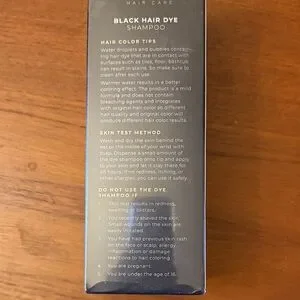 HAIR CARE
BLACK HAIR DYE
SHAMPOO
HAIR COLOR TIPS
Water droplets and bubbles contain-
ing hair dye that are in contact with
surfaces such as tiles, floor, bathtub
can result in stains. So make sure to
clean after each use.
Warmer water results in a better
coloring effect. The product is a mild
formula and does not contain
bleaching agents and integrates
with original hair color so different
hair quality and original color will
produce different hair color results.
SKIN TEST METHOD
Wash and dry the skin behind the
ear or the inside of your wrist with
soap. Dispense a small amount of
the dye shampoo onto tip and apply
to your skin and let it stay there for
hours. If no redness, itching, or
other allergies, you can use it safely.
DO NOT USE THE DYE
SHAMPOO IF
Skin test results in redness,
swelling or blisters.
You recently shaved the skin.
Small wounds on the skin are
easily irritated.
You have had previous skin rash
on the face or scalp, allergy,
inflammation or damage
reactions to hair coloring.
You are pregnant.
You are under the age of 16.